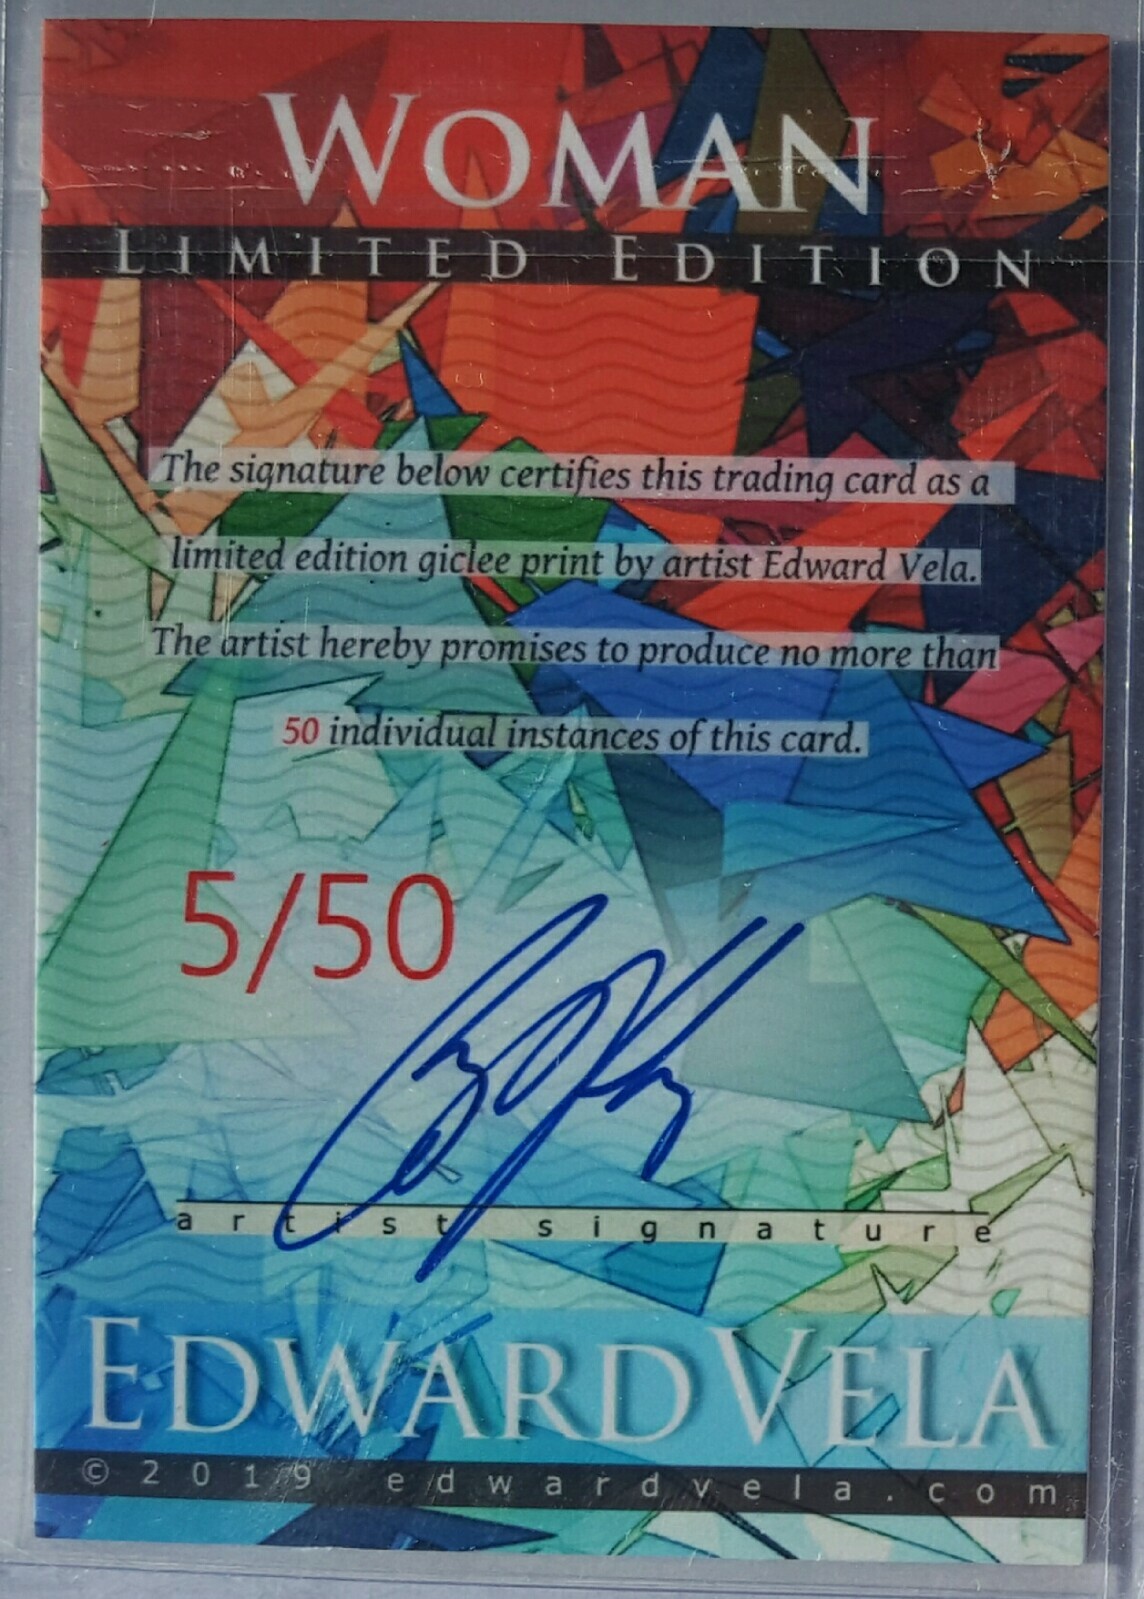 WOMAN
LIMITED EDITION
The signature below certifies this trading card as a
limited edition giclee print by artist Edward Vela.
The artist hereby promises to produce no more than
50 individual instances of this card.
5/50
artist signature
EDWARD VELA
© 2019 edwardvela.com